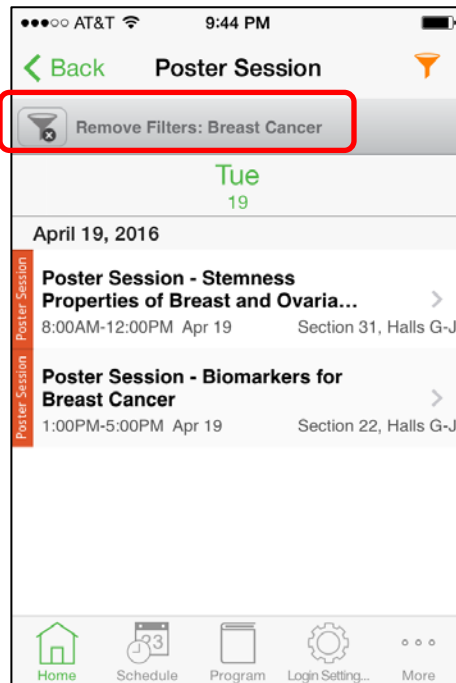 AT&T 9:44 PM
Back Poster Session
Remove Filters: Breast Cancer
Tue
19
April 19, 2016
Poster Session
Poster Session - Stemness
Properties of Breast and Ovaria...
8:00AM-12:00PM Apr 19 Section 31, Halls G-J
Poster Session
Poster Session - Biomarkers for
Breast Cancer
1:00PM-5:00PM Apr 19 Section 22, Halls G-J
23
Home Schedule Program Login Setting... More